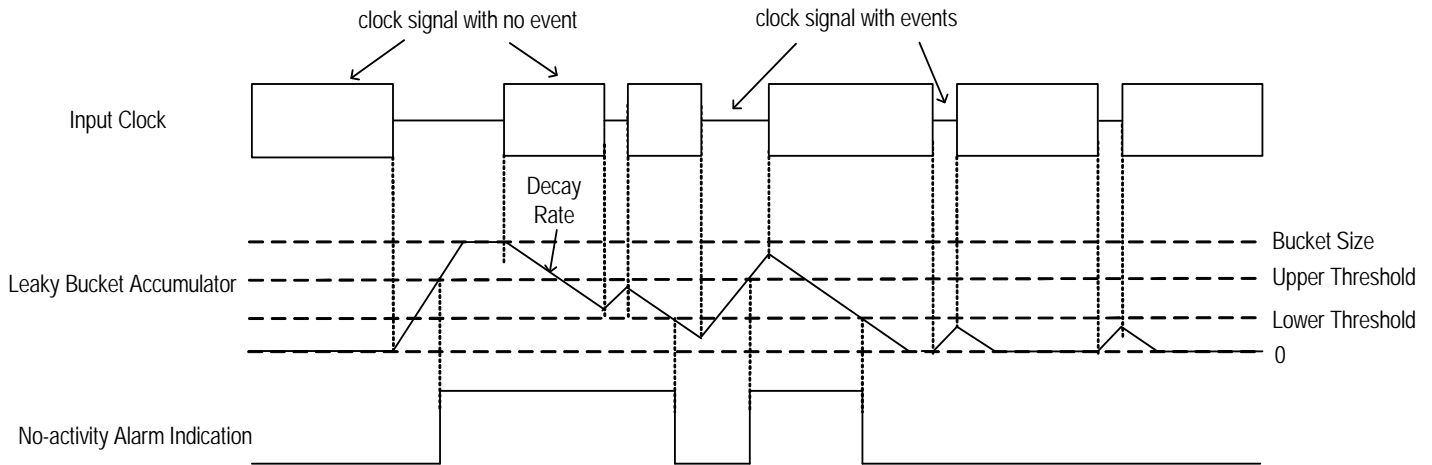 clock signal with no event
clock signal with events
Input Clock
Decay
Rate
Bucket Size
Upper Threshold
Leaky Bucket Accumulator
Lower Threshold
0
No-activity Alarm Indication